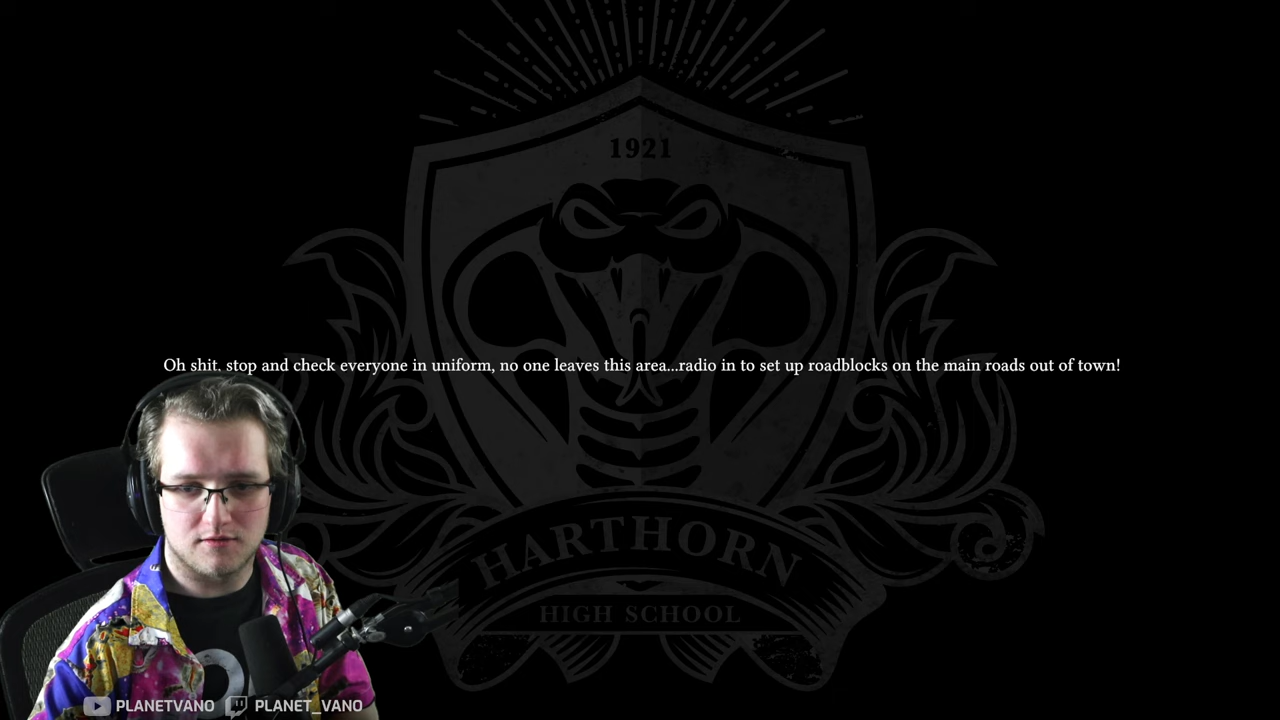 1921
Oh shit. stop and check everyone in uniform, no one leaves this area...radio in to set up roadblocks on the main roads out of town!
HARTHORN
HIGH SCHOOL
PLANETVANO PLANET_VANO